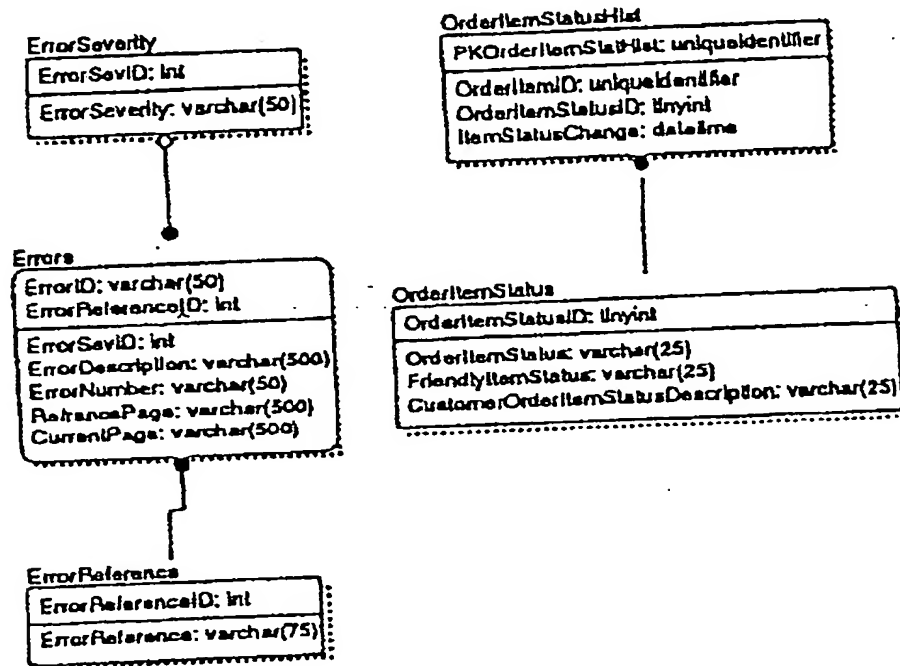 ErrorSeverity
ErrorSevID: int
ErrorSeverity: varchar(50)
Errors
ErrorID: varchar(50)
ErrorReferenceID: int
ErrorSevID: int
ErrorDescription: varchar(500)
ErrorNumber: varchar(50)
RefrancePage: varchar(500)
CurrentPage: varchar(500)
ErrorReference
ErrorReferenceID: int
ErrorReference: varchar(75)
OrderItemStatusHist
PKOrderItemStatHist: uniqueidentifier
OrderItemID: uniqueidentifier
OrderItemStatusID: tinyint
ItemStatusChange: datetime
OrderItemStatus
OrderItemStatusID: tinyint
OrderItemStatus: varchar(25)
FriendlyItemStatus: varchar(25)
CustomerOrderItemStatusDescription: varchar(25)